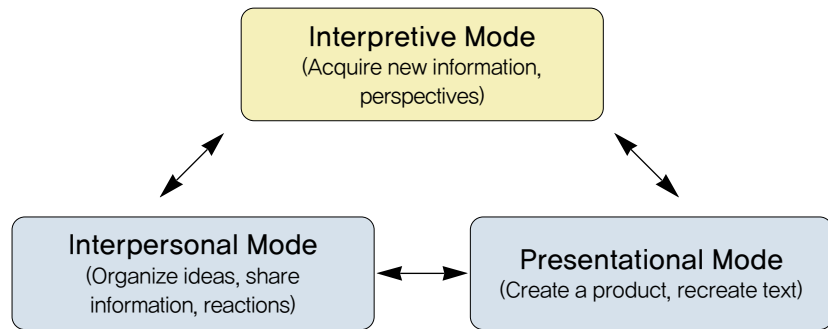 Interpretive Mode
(Acquire new information,
perspectives)
Interpersonal Mode
(Organize ideas, share
information, reactions)
Presentational Mode
(Create a product, recreate text)